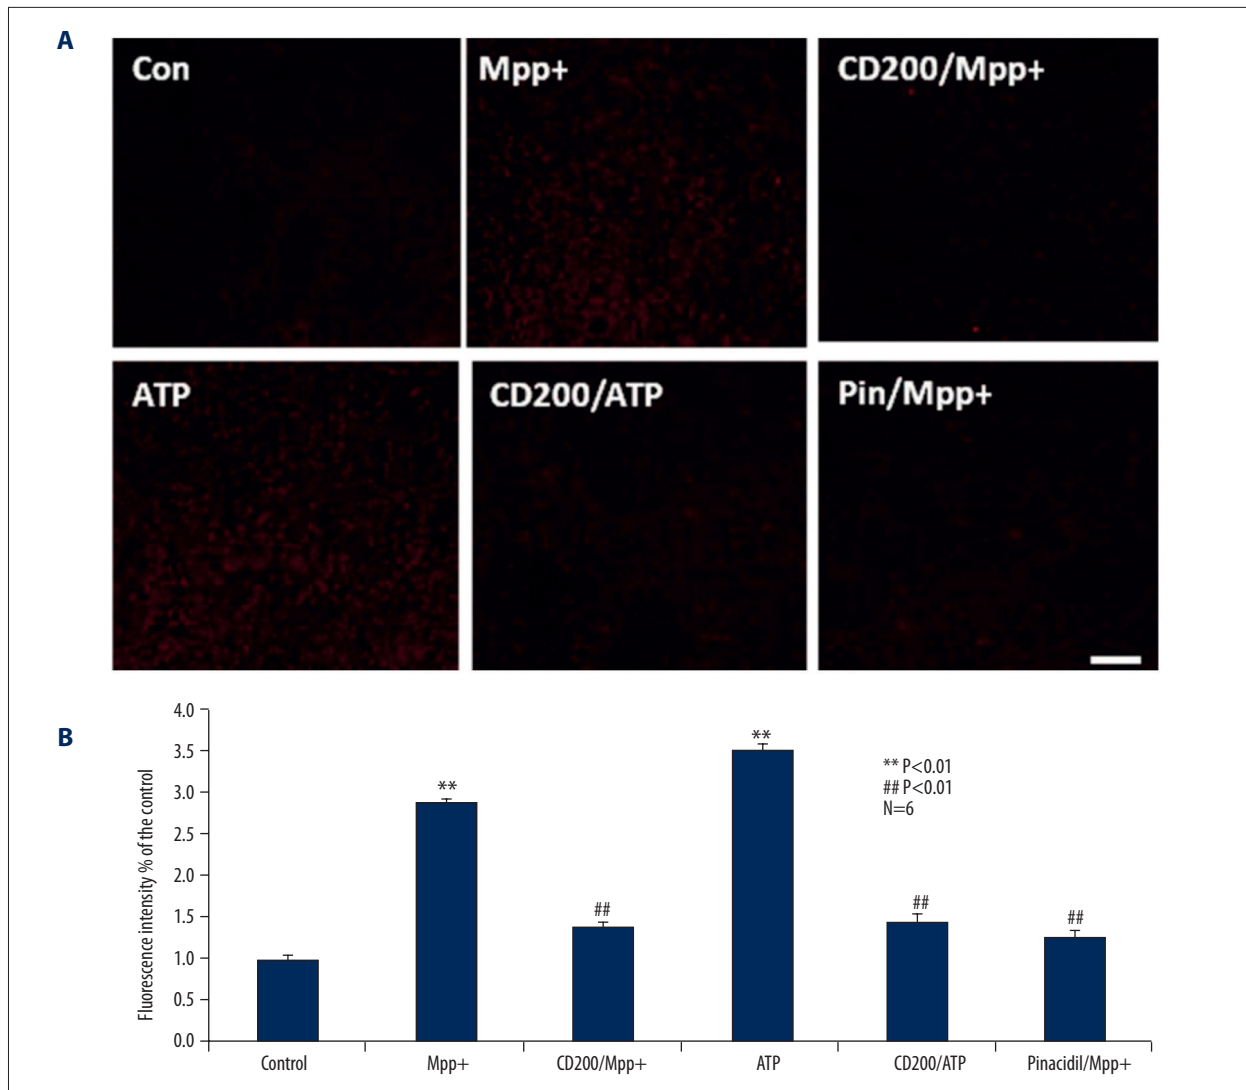 A
Con
Mpp+
CD200/Mpp+
ATP
CD200/ATP
Pin/Mpp+
B
Fluorescence intensity % of the control
4.0
3.5
3.0
2.5
2.0
1.5
1.0
0.5
0.0
**
##
**
##
##
** P<0.01
## P<0.01
N=6
Control
Mpp+
CD200/Mpp+
ATP
CD200/ATP
Pinacidil/Mpp+